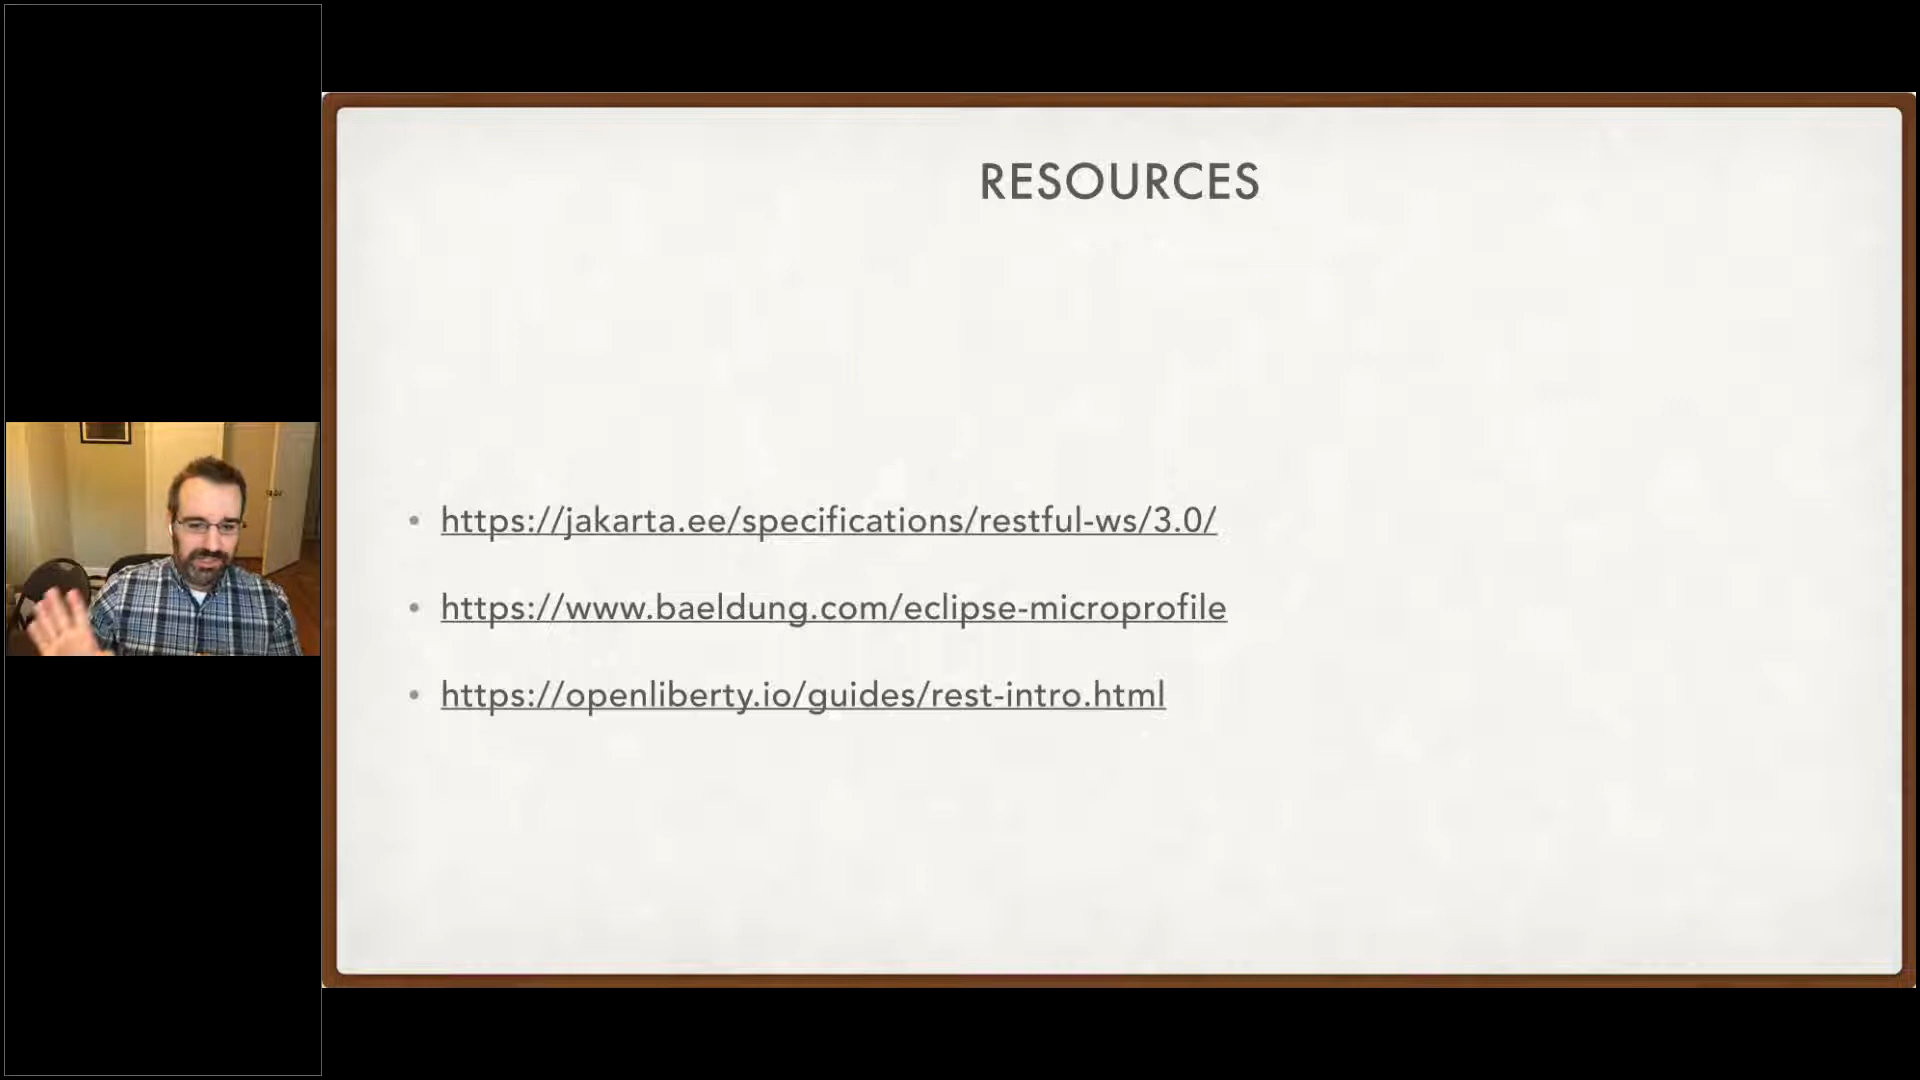 RESOURCES
https://jakarta.ee/specifications/restful-ws/3.0/
https://www.baeldung.com/eclipse-microprofile
https://openliberty.io/guides/rest-intro.html